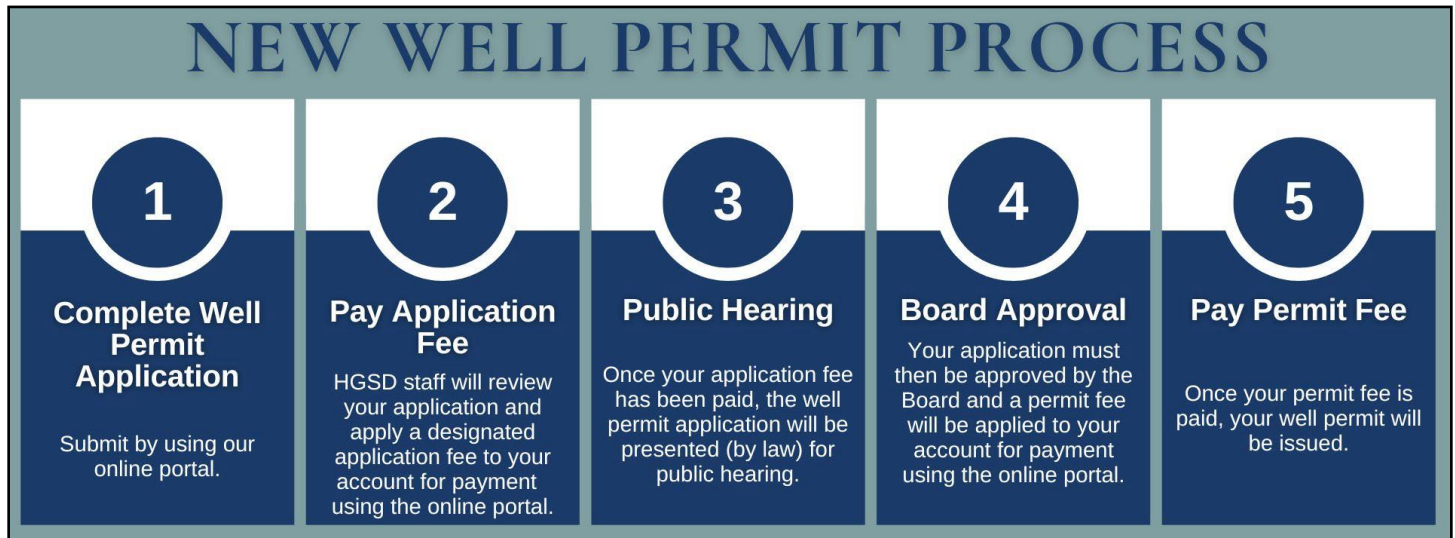 NEW WELL PERMIT PROCESS
1
Complete Well
Permit
Application
Submit by using our
online portal.
2
Pay Application
Fee
HGSD staff will review
your application and
apply a designated
application fee to your
account for payment
using the online portal.
3
Public Hearing
Once your application fee
has been paid, the well
permit application will be
presented (by law) for
public hearing.
4
Board Approval
Your application must
then be approved by the
Board and a permit fee
will be applied to your
account for payment
using the online portal.
5
Pay Permit Fee
Once your permit fee is
paid, your well permit will
be issued.